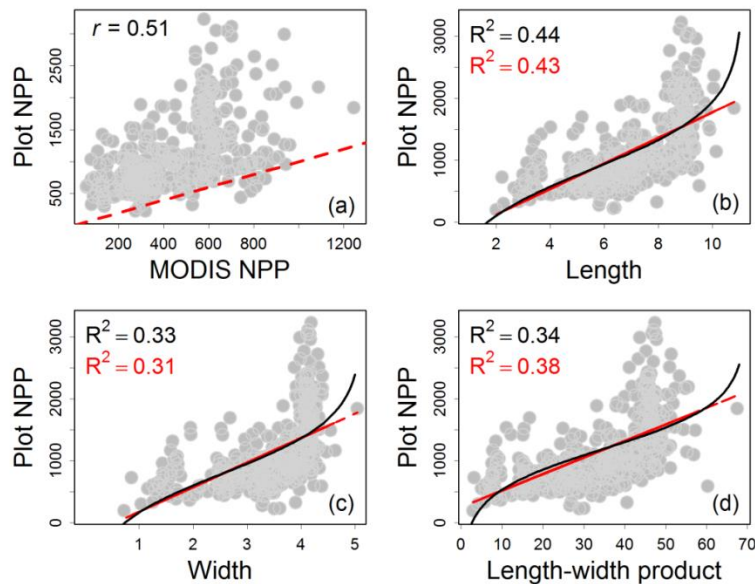 r = 0.51
Plot NPP
500
1500
2500
(a)
200
400
600
800
1000
1200
MODIS NPP
R² = 0.44
R² = 0.43
Plot NPP
0
1000
2000
3000
(b)
2
4
6
8
10
Length
R² = 0.33
R² = 0.31
Plot NPP
0
1000
2000
3000
(c)
1
2
3
4
5
Width
R² = 0.34
R² = 0.38
Plot NPP
0
1000
2000
3000
(d)
0
10
20
30
40
50
60
70
Length-width product